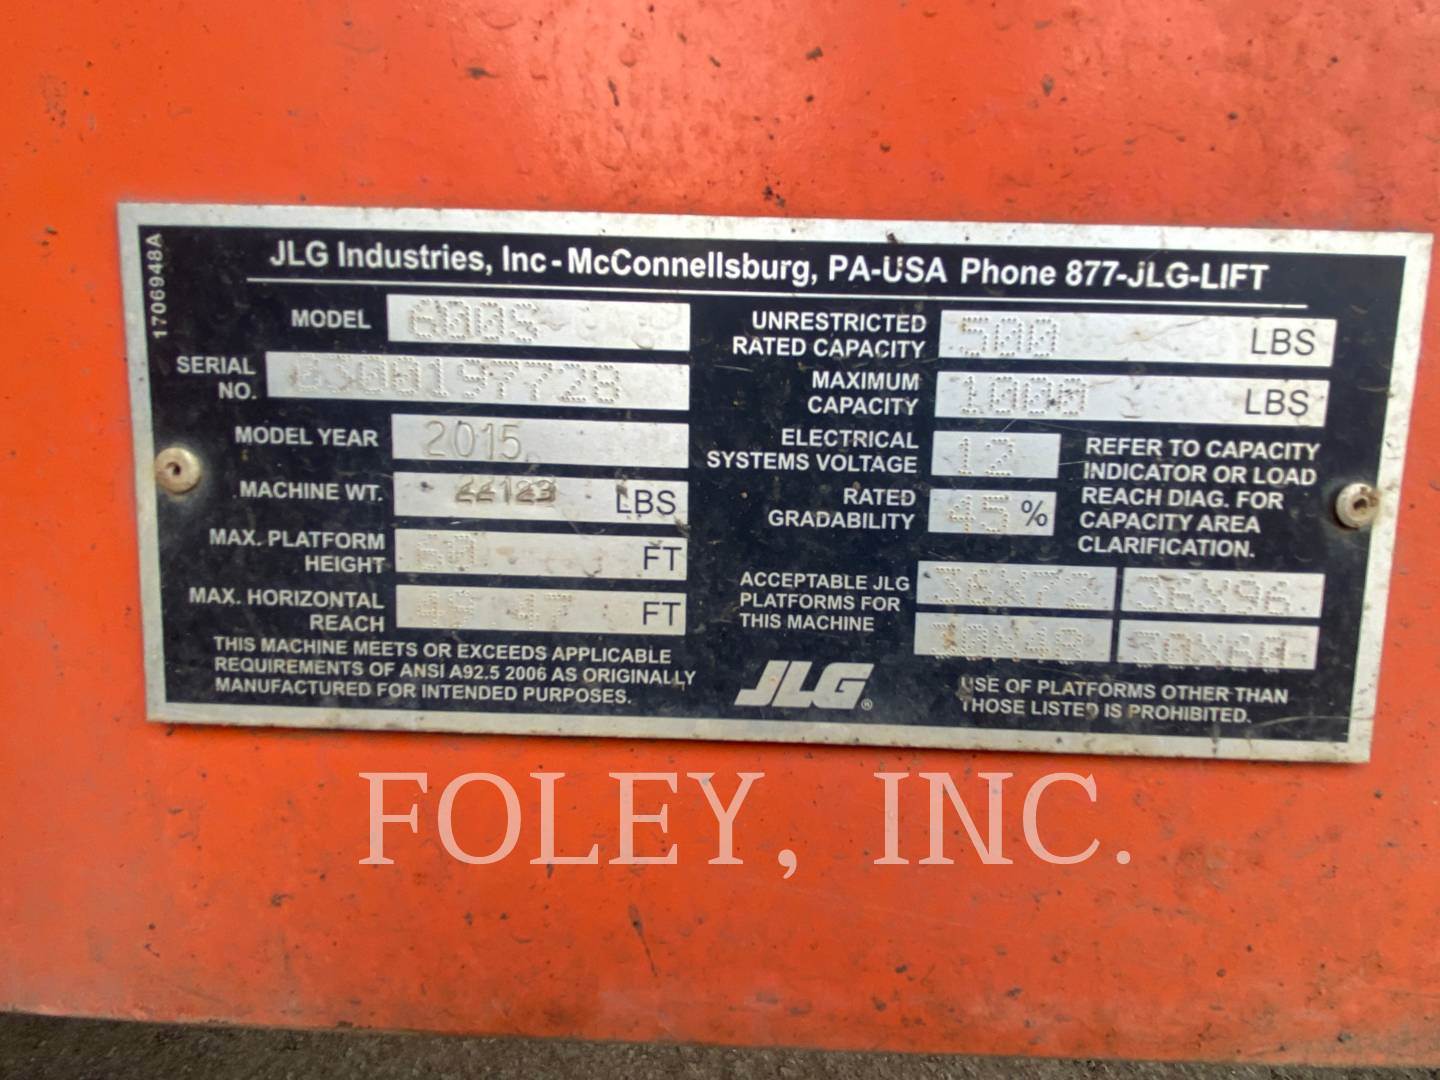 1706948A
JLG Industries, Inc - McConnellsburg, PA-USA Phone 877-JLG-LIFT
MODEL 600S
SERIAL NO. 0300197728
MODEL YEAR 2015
MACHINE WT. LBS
MAX. PLATFORM HEIGHT 60 FT
MAX. HORIZONTAL REACH 47 FT
THIS MACHINE MEETS OR EXCEEDS APPLICABLE
REQUIREMENTS OF ANSI A92.5 2006 AS ORIGINALLY
MANUFACTURED FOR INTENDED PURPOSES.
UNRESTRICTED
RATED CAPACITY 500 LBS
MAXIMUM
CAPACITY 1000 LBS
ELECTRICAL
SYSTEMS VOLTAGE 12
RATED
GRADABILITY 45 %
REFER TO CAPACITY
INDICATOR OR LOAD
REACH DIAG. FOR
CAPACITY AREA
CLARIFICATION.
ACCEPTABLE JLG
PLATFORMS FOR
THIS MACHINE
36X72 36X96
JLG®
USE OF PLATFORMS OTHER THAN
THOSE LISTED IS PROHIBITED.
FOLEY, INC.